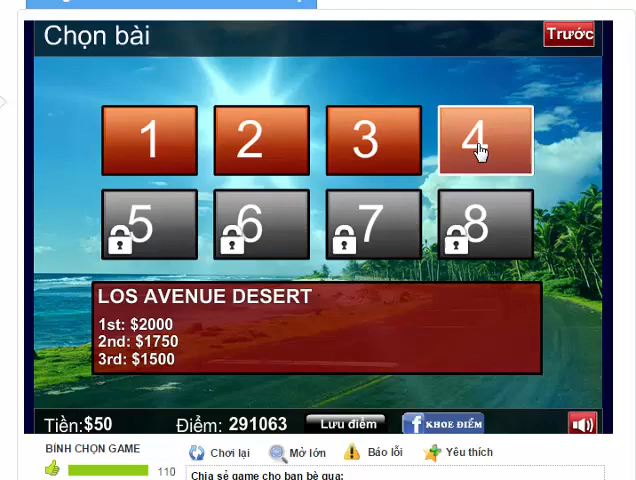 Chọn bài
Trước
1 2 3 4
5 6 7 8
LOS AVENUE DESERT
1st: $2000
2nd: $1750
3rd: $1500
Tiền:$50 Điểm: 291063 Lưu điểm f KHOE ĐIỂM
BÌNH CHỌN GAME Chơi lại Mở lớn Báo lỗi Yêu thích
110
Chia sẻ game cho bạn bè qua: